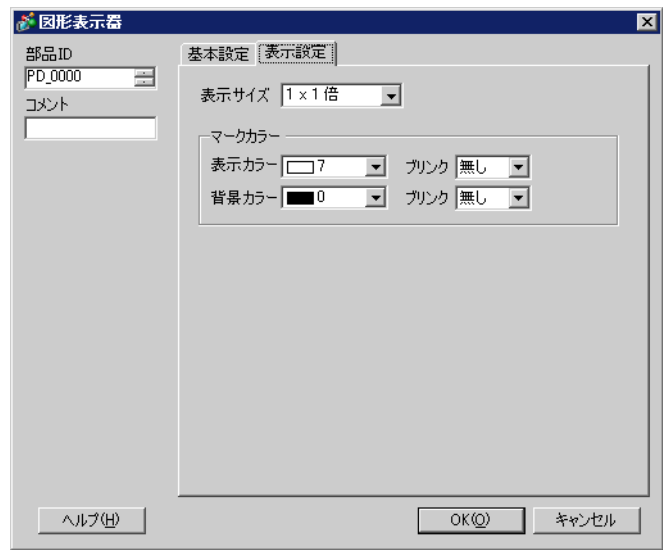 図形表示器
部品ID
PD_0000
コメント
基本設定 表示設定
表示サイズ 1 x 1 倍
マークカラー
表示カラー 7 ブリンク 無し
背景カラー 0 ブリンク 無し
ヘルプ(H) OK(O) キャンセル